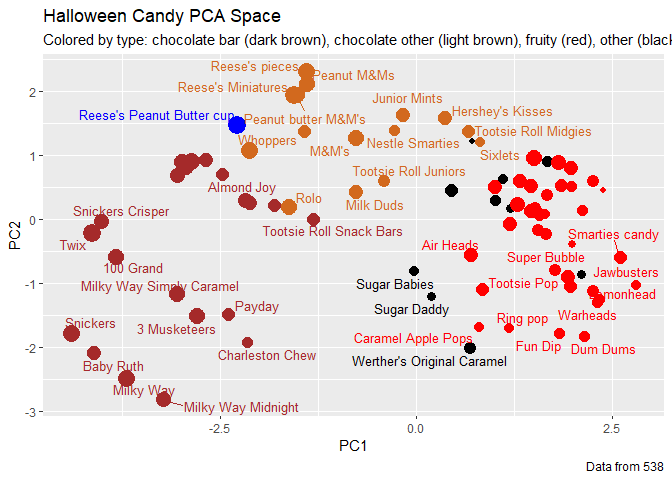 Halloween Candy PCA Space
Colored by type: chocolate bar (dark brown), chocolate other (light brown), fruity (red), other (blac
Reese's pieces
Peanut M&Ms
Reese's Miniatures
Junior Mints
Reese's Peanut Butter cup
Peanut butter M&M's
Hershey's Kisses
Tootsie Roll Midgies
Whoppers
M&M's
Nestle Smarties
Sixlets
Tootsie Roll Juniors
Almond Joy
Rolo
Milk Duds
Snickers Crisper
Tootsie Roll Snack Bars
Twix
Air Heads
Smarties candy
100 Grand
Super Bubble
Jawbusters
Milky Way Simply Caramel
Sugar Babies
Tootsie Pop
Lemonhead
Sugar Daddy
Payday
Snickers
3 Musketeers
Ring pop
Warheads
Caramel Apple Pops
Fun Dip
Dum Dums
Charleston Chew
Werther's Original Caramel
Baby Ruth
Milky Way
Milky Way Midnight
2
1
0
-1
-2
-3
PC2
-2.5
0.0
2.5
PC1
Data from 538